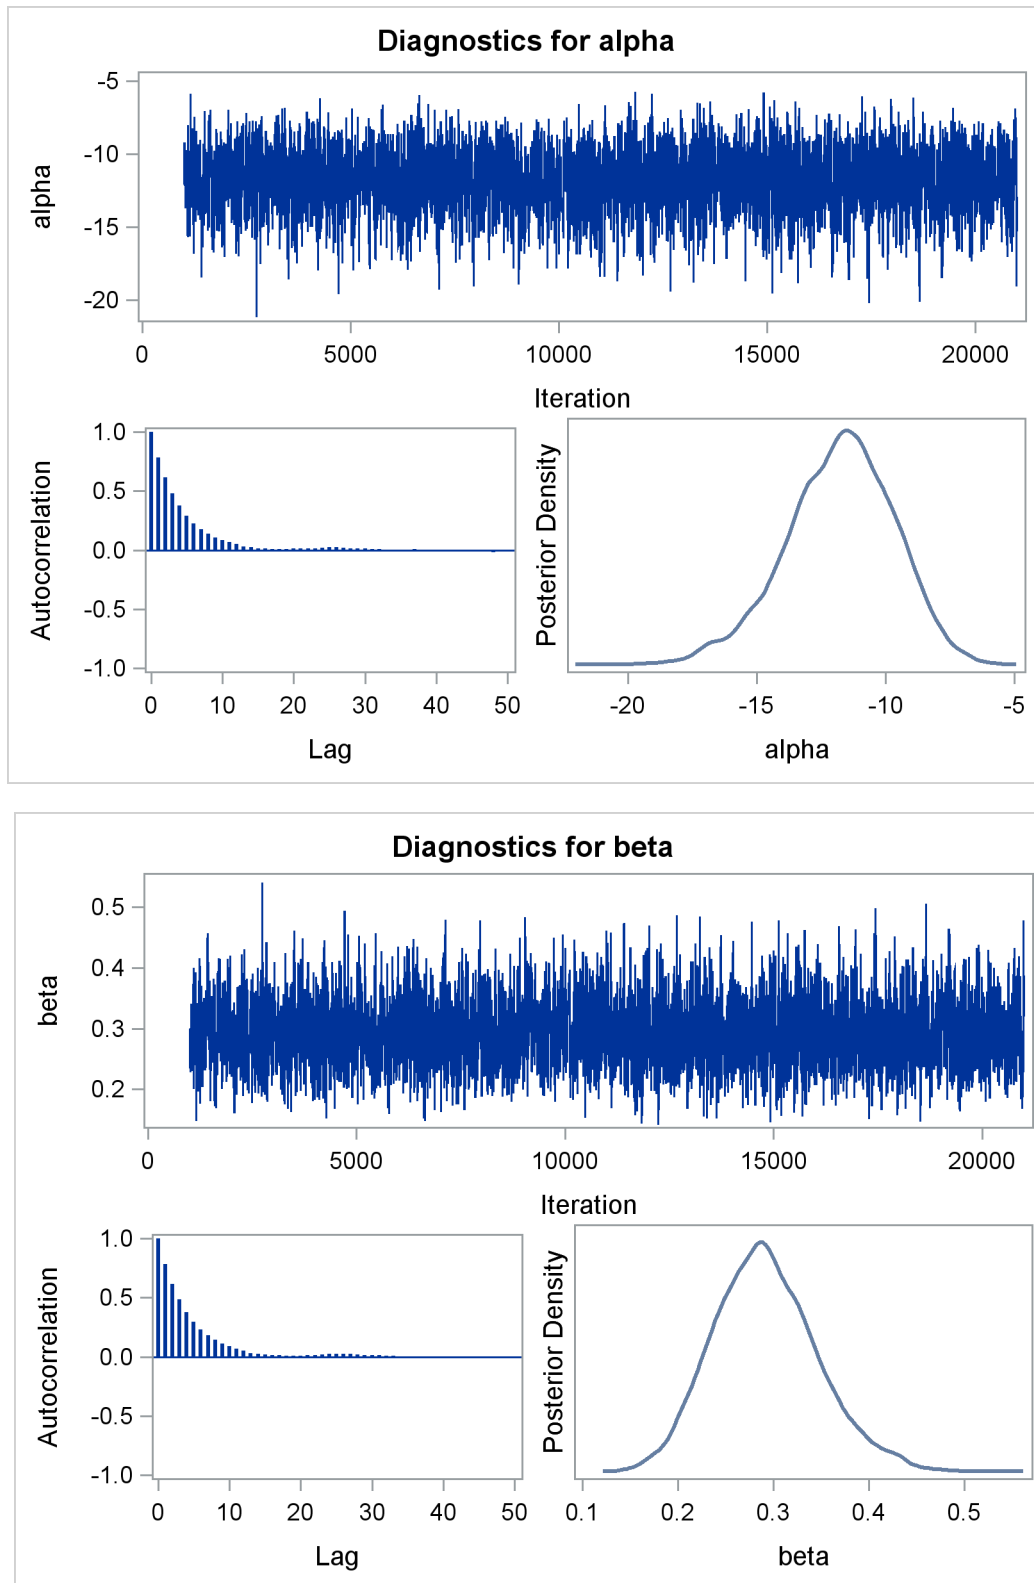 Diagnostics for alpha
-5
-10
-15
-20
alpha
0 5000 10000 15000 20000
Iteration
1.0
0.5
0.0
-0.5
-1.0
Autocorrelation
0 10 20 30 40 50
Lag
Posterior Density
-20 -15 -10 -5
alpha
Diagnostics for beta
0.5
0.4
0.3
0.2
beta
0 5000 10000 15000 20000
Iteration
1.0
0.5
0.0
-0.5
-1.0
Autocorrelation
0 10 20 30 40 50
Lag
Posterior Density
0.1 0.2 0.3 0.4 0.5
beta